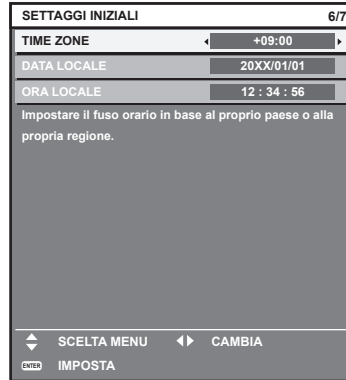 SETTAGGI INIZIALI 6/7
TIME ZONE +09:00
DATA LOCALE 20XX/01/01
ORA LOCALE 12 : 34 : 56
Impostare il fuso orario in base al proprio paese o alla
propria regione.
SCELTA MENU CAMBIA
ENTER IMPOSTA